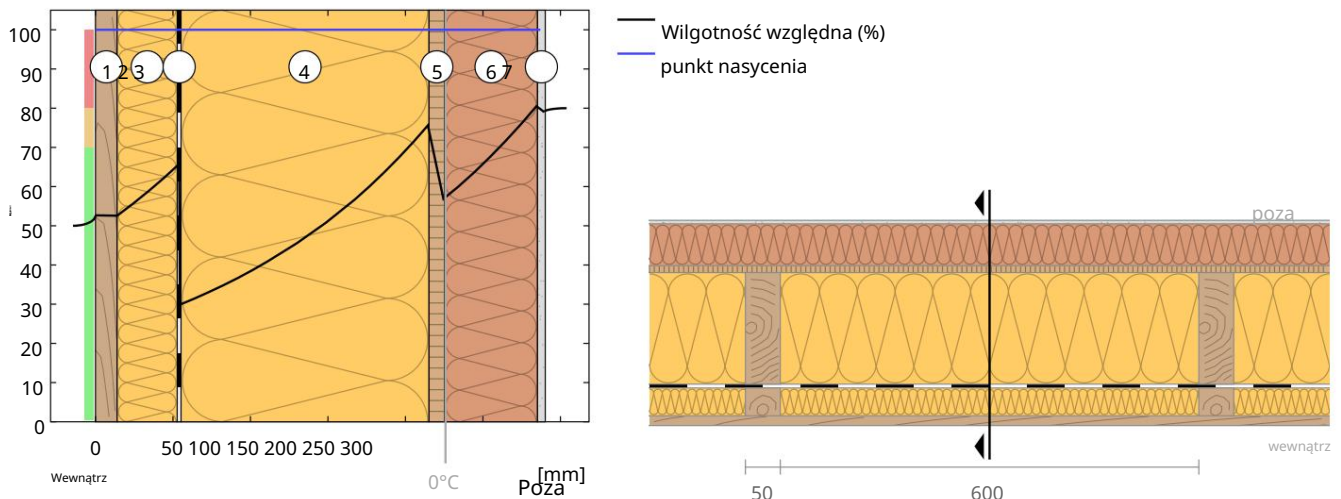 100
90
80
70
60
50
40
30
20
10
0
1 2 3 4 5 6 7
0 50 100 150 200 250 300
Wewnątrz
0°C
[mm]
Poza
Wilgotność względna (%)
punkt nasycenia
poza
wewnątrz
50 600